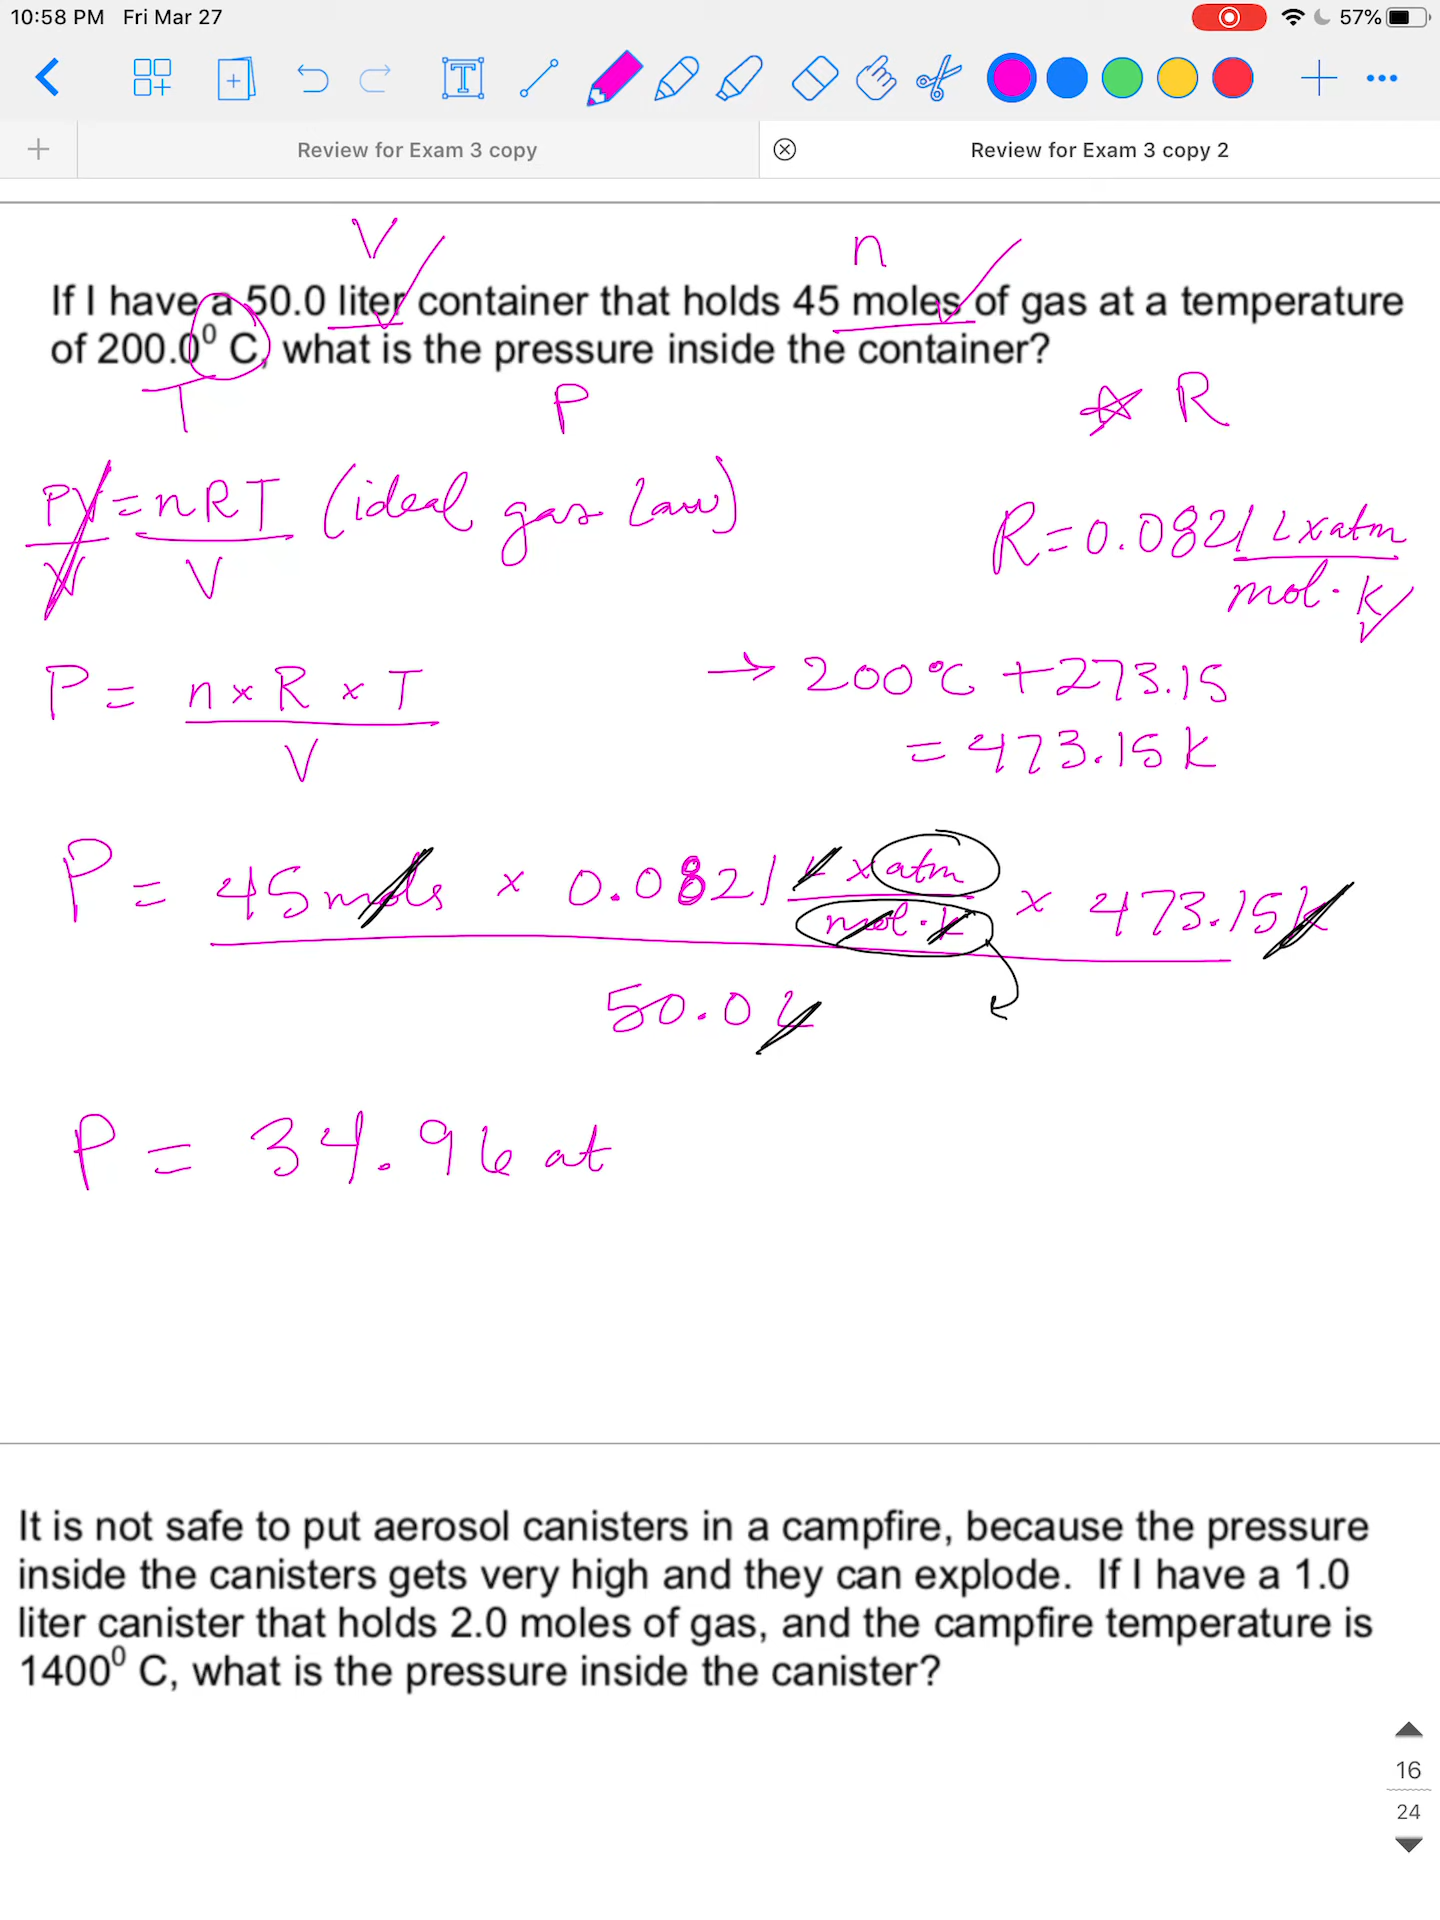 10:58 PM Fri Mar 27 57%
T
Review for Exam 3 copy Review for Exam 3 copy 2
V n
If I have a 50.0 liter container that holds 45 moles of gas at a temperature
of 200.0⁰ C, what is the pressure inside the container?
T P ☆ R
PV = nRT (ideal gas Law)
V V
R = 0.0821 L x atm
mol · K
P = n x R x T
V
→ 200°C + 273.15
= 473.15 K
P = 45 mols x 0.0821 L x atm x 473.15 K
mol · K
50.0 L
P = 34.96 at
It is not safe to put aerosol canisters in a campfire, because the pressure
inside the canisters gets very high and they can explode. If I have a 1.0
liter canister that holds 2.0 moles of gas, and the campfire temperature is
1400⁰ C, what is the pressure inside the canister?
16
24